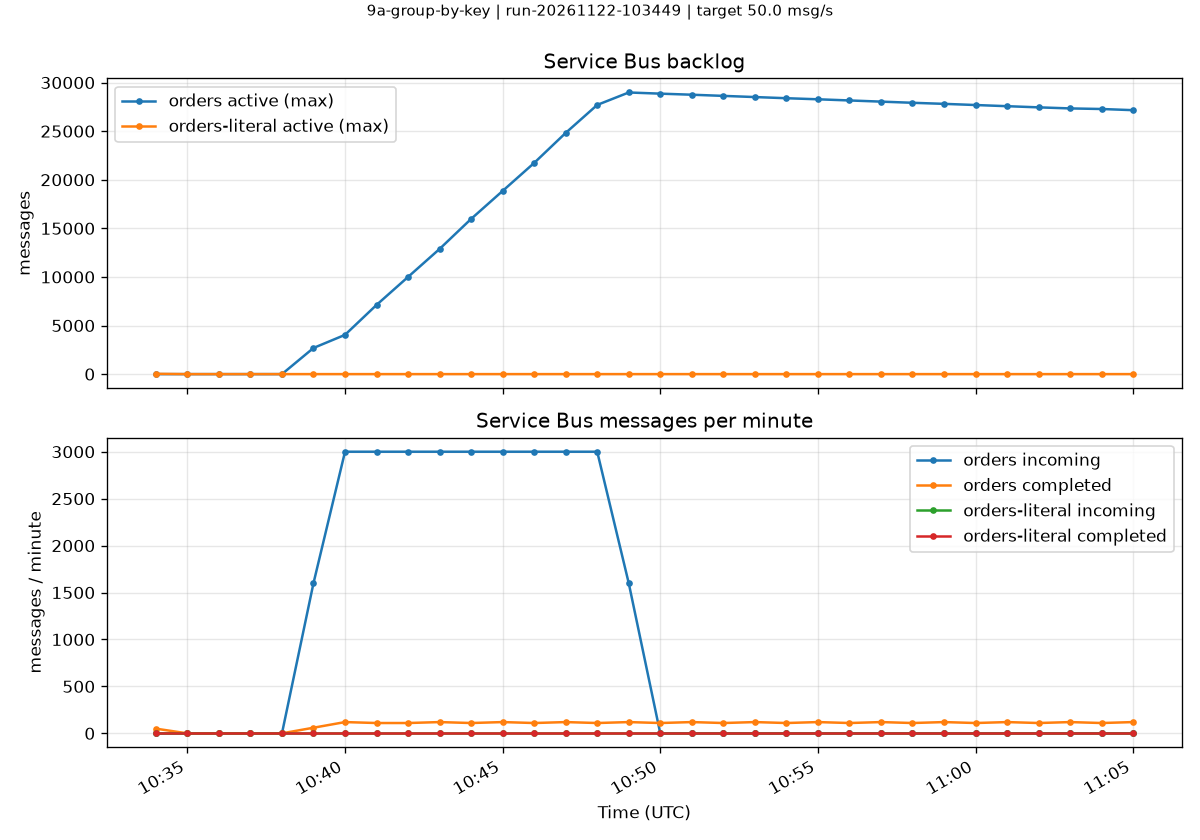 9a-group-by-key | run-20261122-103449 | target 50.0 msg/s
Service Bus backlog
30000
25000
20000
15000
10000
5000
0
messages
orders active (max)
orders-literal active (max)
Service Bus messages per minute
3000
2500
2000
1500
1000
500
0
messages / minute
orders incoming
orders completed
orders-literal incoming
orders-literal completed
10:35
10:40
10:45
10:50
10:55
11:00
11:05
Time (UTC)